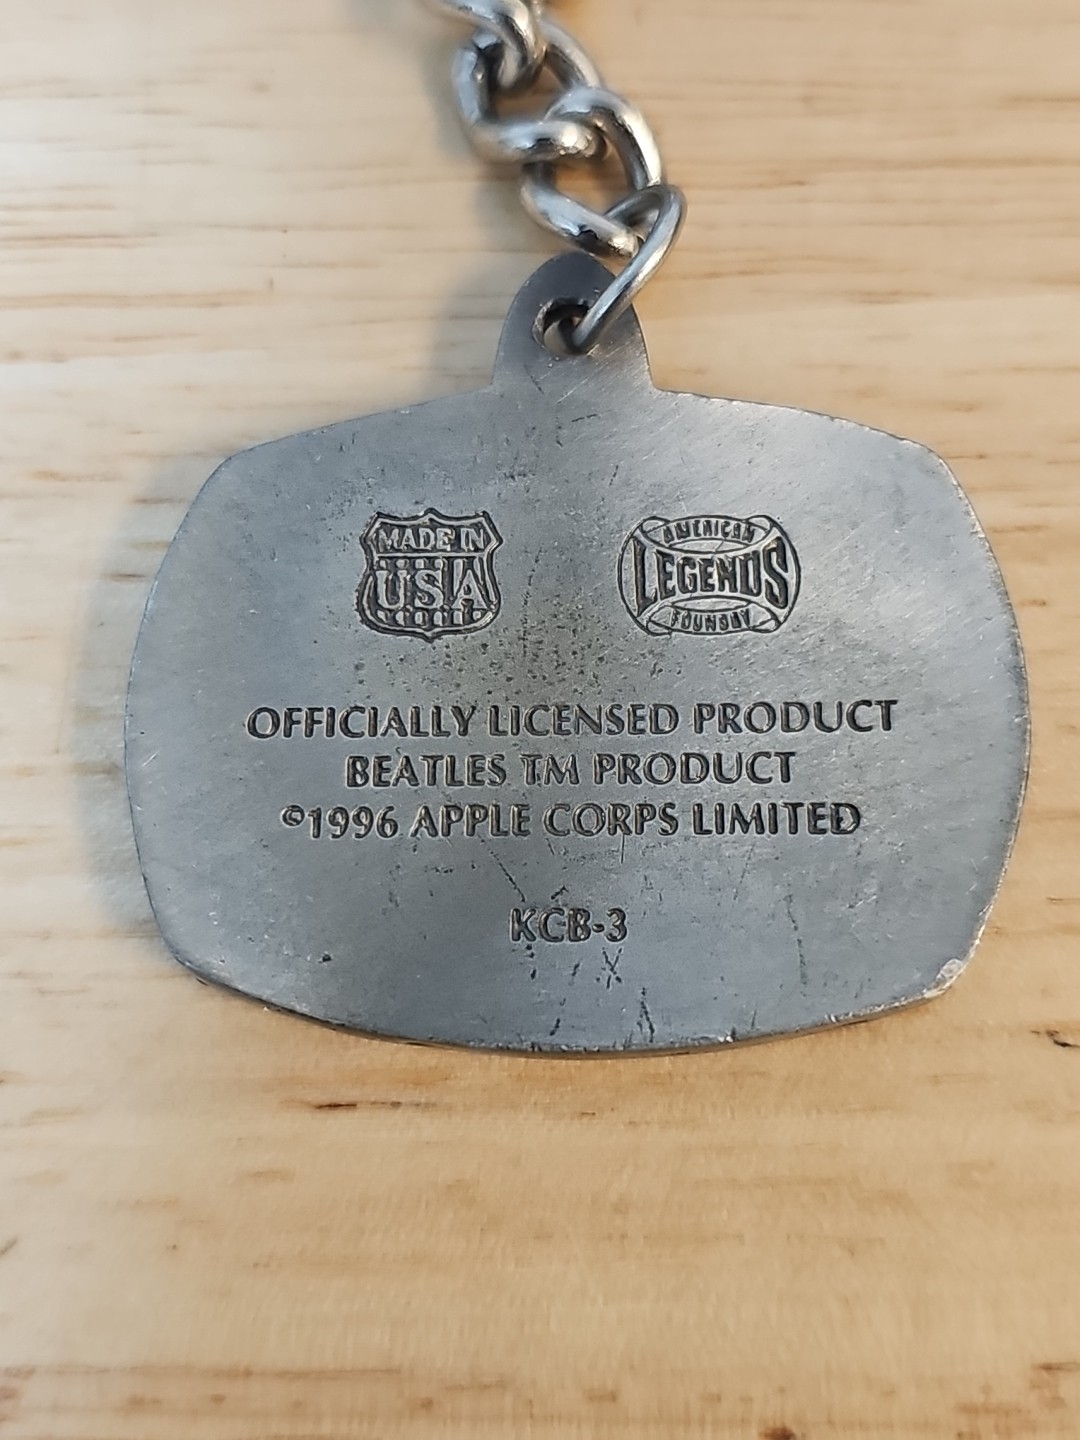 MADE IN
USA
AMERICAN
LEGENDS
FOUNDRY
OFFICIALLY LICENSED PRODUCT
BEATLES TM PRODUCT
©1996 APPLE CORPS LIMITED
KCB-3